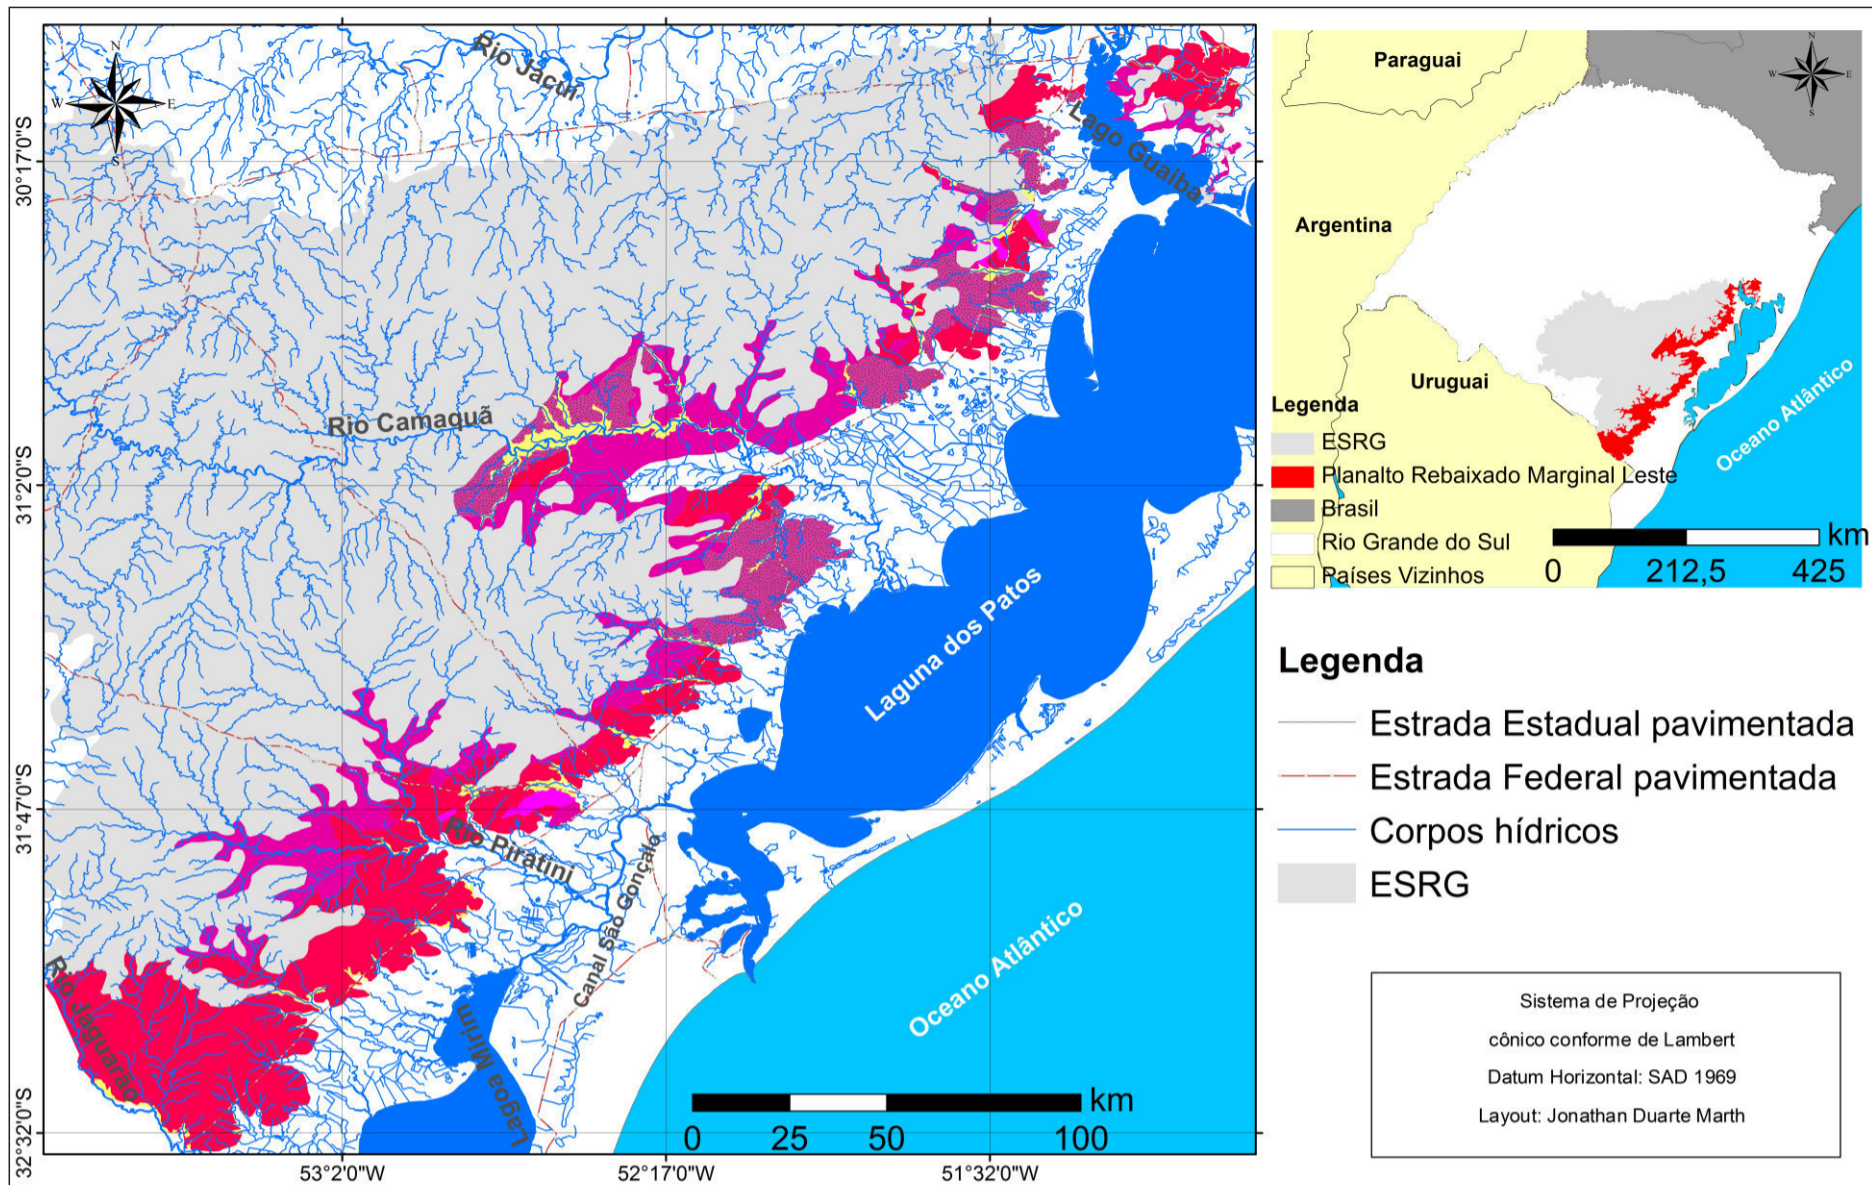 N
W
E
S
Rio Jacuí
Lago Guaiba
Rio Camaquã
Laguna dos Patos
Rio Piratini
Canal São Gonçalo
Rio Jaguarão
Lagoa Mirim
Oceano Atlântico
30°17'0"S
31°2'0"S
31°47'0"S
32°32'0"S
53°2'0"W
52°17'0"W
51°32'0"W
km
0 25 50 100
N
W
E
S
Paraguai
Argentina
Uruguai
Oceano Atlântico
Legenda
ESRG
Planalto Rebaixado Marginal Leste
Brasil
Rio Grande do Sul
Países Vizinhos
km
0 212,5 425
Legenda
Estrada Estadual pavimentada
Estrada Federal pavimentada
Corpos hídricos
ESRG
Sistema de Projeção
cônico conforme de Lambert
Datum Horizontal: SAD 1969
Layout: Jonathan Duarte Marth